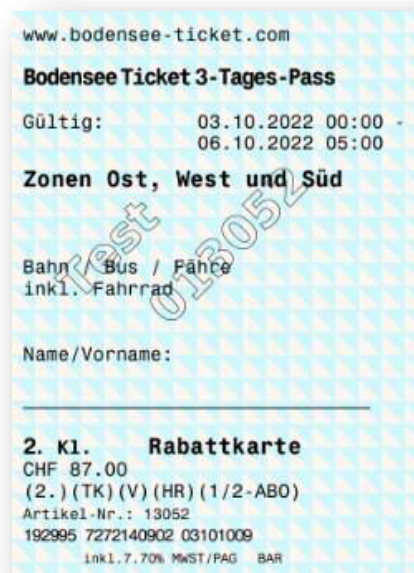 www.bodensee-ticket.com
Bodensee Ticket 3-Tages-Pass
Gültig: 03.10.2022 00:00 -
06.10.2022 05:00
Zonen Ost, West und Süd
Test
013052
Bahn / Bus / Fähre
inkl. Fahrrad
Name/Vorname:
2. Kl. Rabattkarte
CHF 87.00
(2.)(TK)(V)(HR)(1/2-ABO)
Artikel-Nr.: 13052
192995 7272140902 03101009
inkl.7.70% MWST/PAG BAR